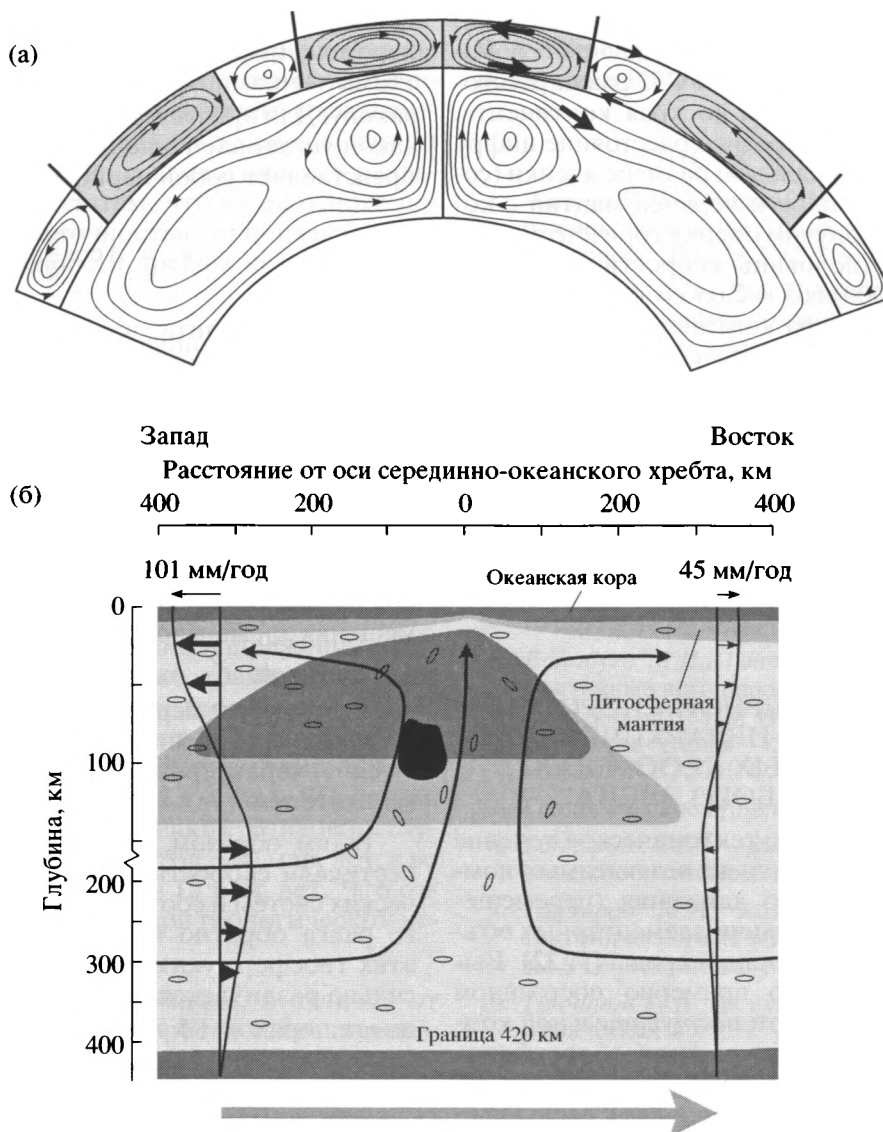 (а)
Запад
Восток
Расстояние от оси серединно-океанского хребта, км
(б)
400 200 0 200 400
101 мм/год
Океанская кора
45 мм/год
0
Литосферная
мантия
100
Глубина, км
200
300
Граница 420 км
400